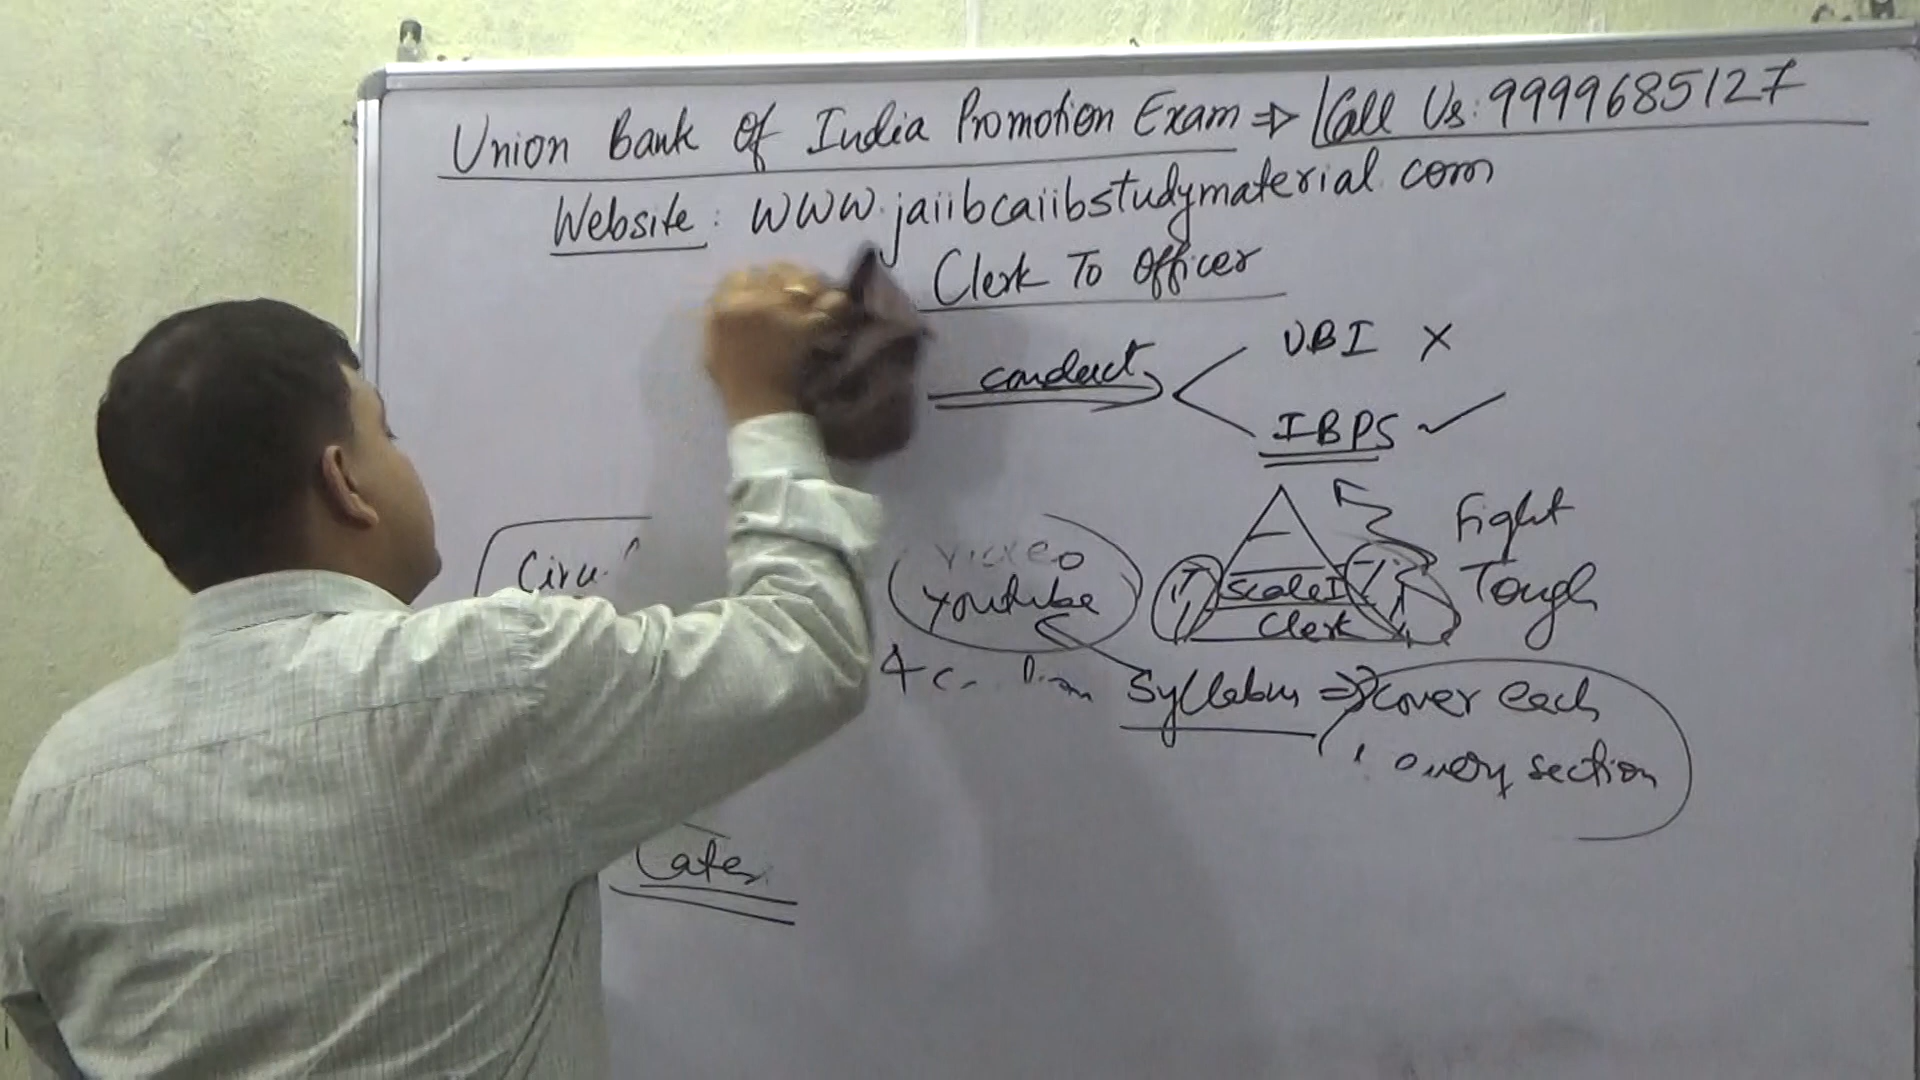 Union Bank Of India Promotion Exam ⇒ Call Us: 9999685127
Website: WWW.jaiibcaiibstudymaterial.com
Clerk To Officer
conduct
UBI X
IBPS ✓
Fight
Tough
Video
Youtube
Scale I
Clerk
Syllabus ⇒ cover each
every section